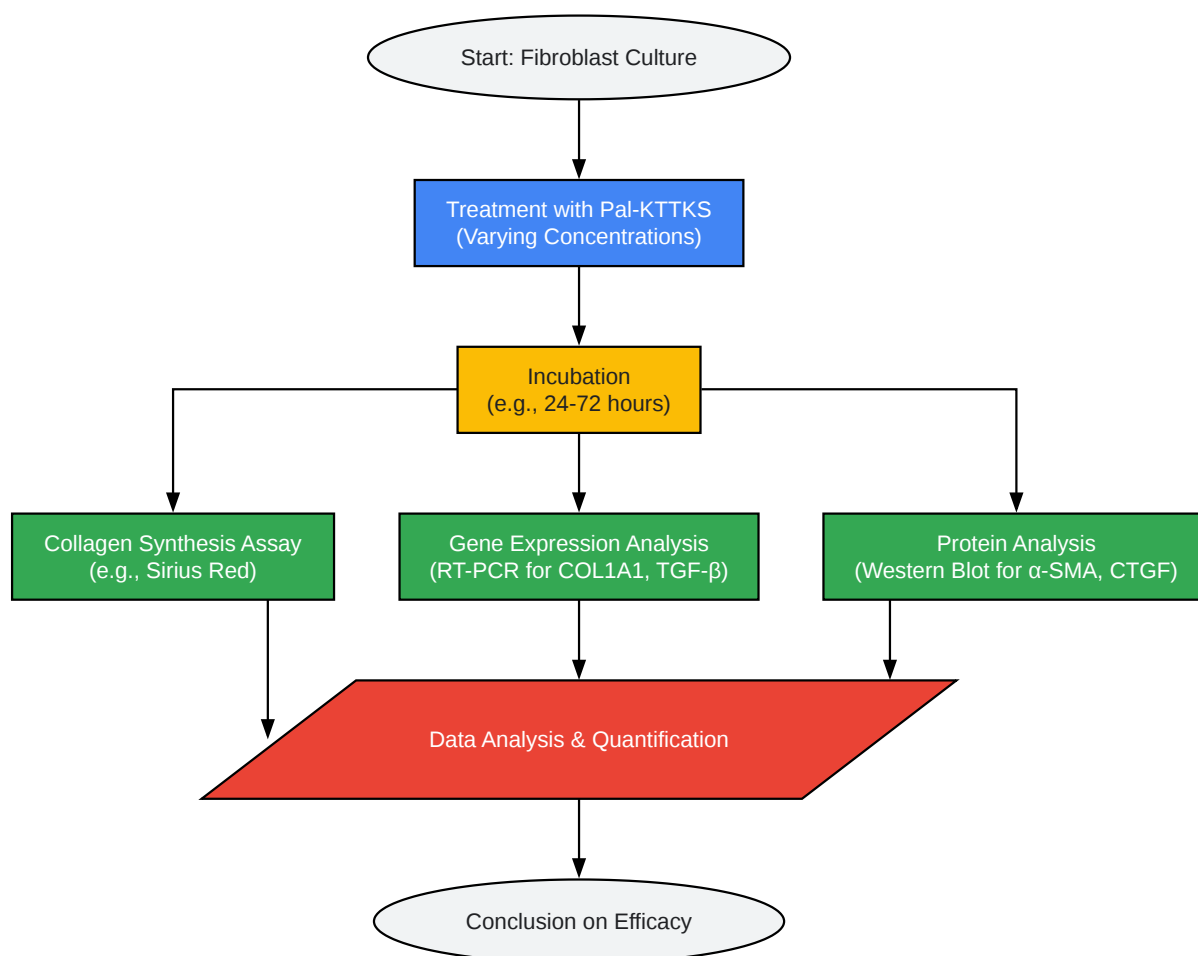 Start: Fibroblast Culture
Treatment with Pal-KTTKS
(Varying Concentrations)
Incubation
(e.g., 24-72 hours)
Collagen Synthesis Assay
(e.g., Sirius Red)
Gene Expression Analysis
(RT-PCR for COL1A1, TGF-β)
Protein Analysis
(Western Blot for α-SMA, CTGF)
Data Analysis & Quantification
Conclusion on Efficacy